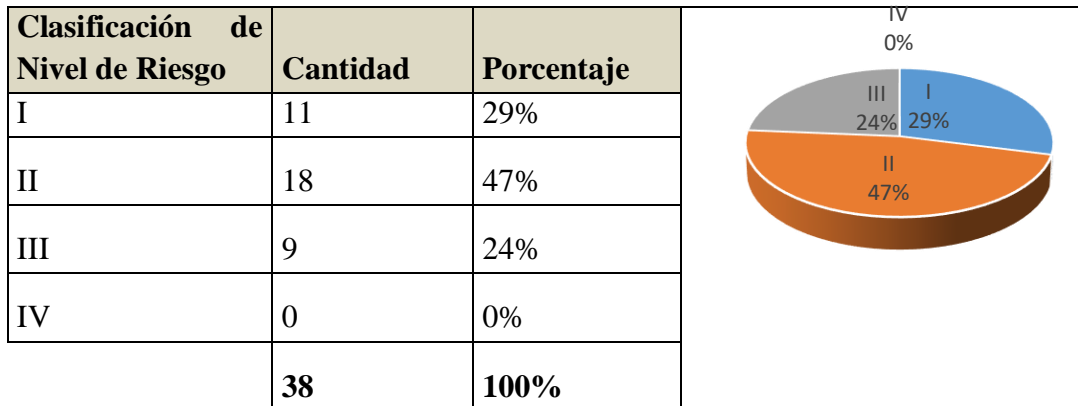 Clasificación de
Nivel de Riesgo Cantidad Porcentaje
I 11 29%
II 18 47%
III 9 24%
IV 0 0%
38 100%
IV
0%
III
24%
I
29%
II
47%